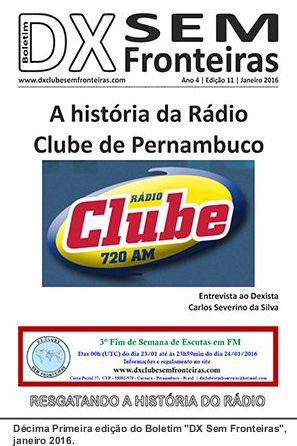 Boletim
DX SEM
Fronteiras
www.dxclubesemfronteiras.com
Ano 4 | Edição 11 | Janeiro 2016
A história da Rádio
Clube de Pernambuco
RÁDIO
Clube
720 AM
Entrevista ao Dexista
Carlos Severino da Silva
3º Fim de Semana de Escutas em FM
Das 00h (UTC) do dia 23/01 até às 23h59min do dia 24/01/2016
Informações e regulamento no site
www.dxclubesemfronteiras.com
RESGATANDO A HISTÓRIA DO RÁDIO
Décima Primeira edição do Boletim "DX Sem Fronteiras",
janeiro 2016.